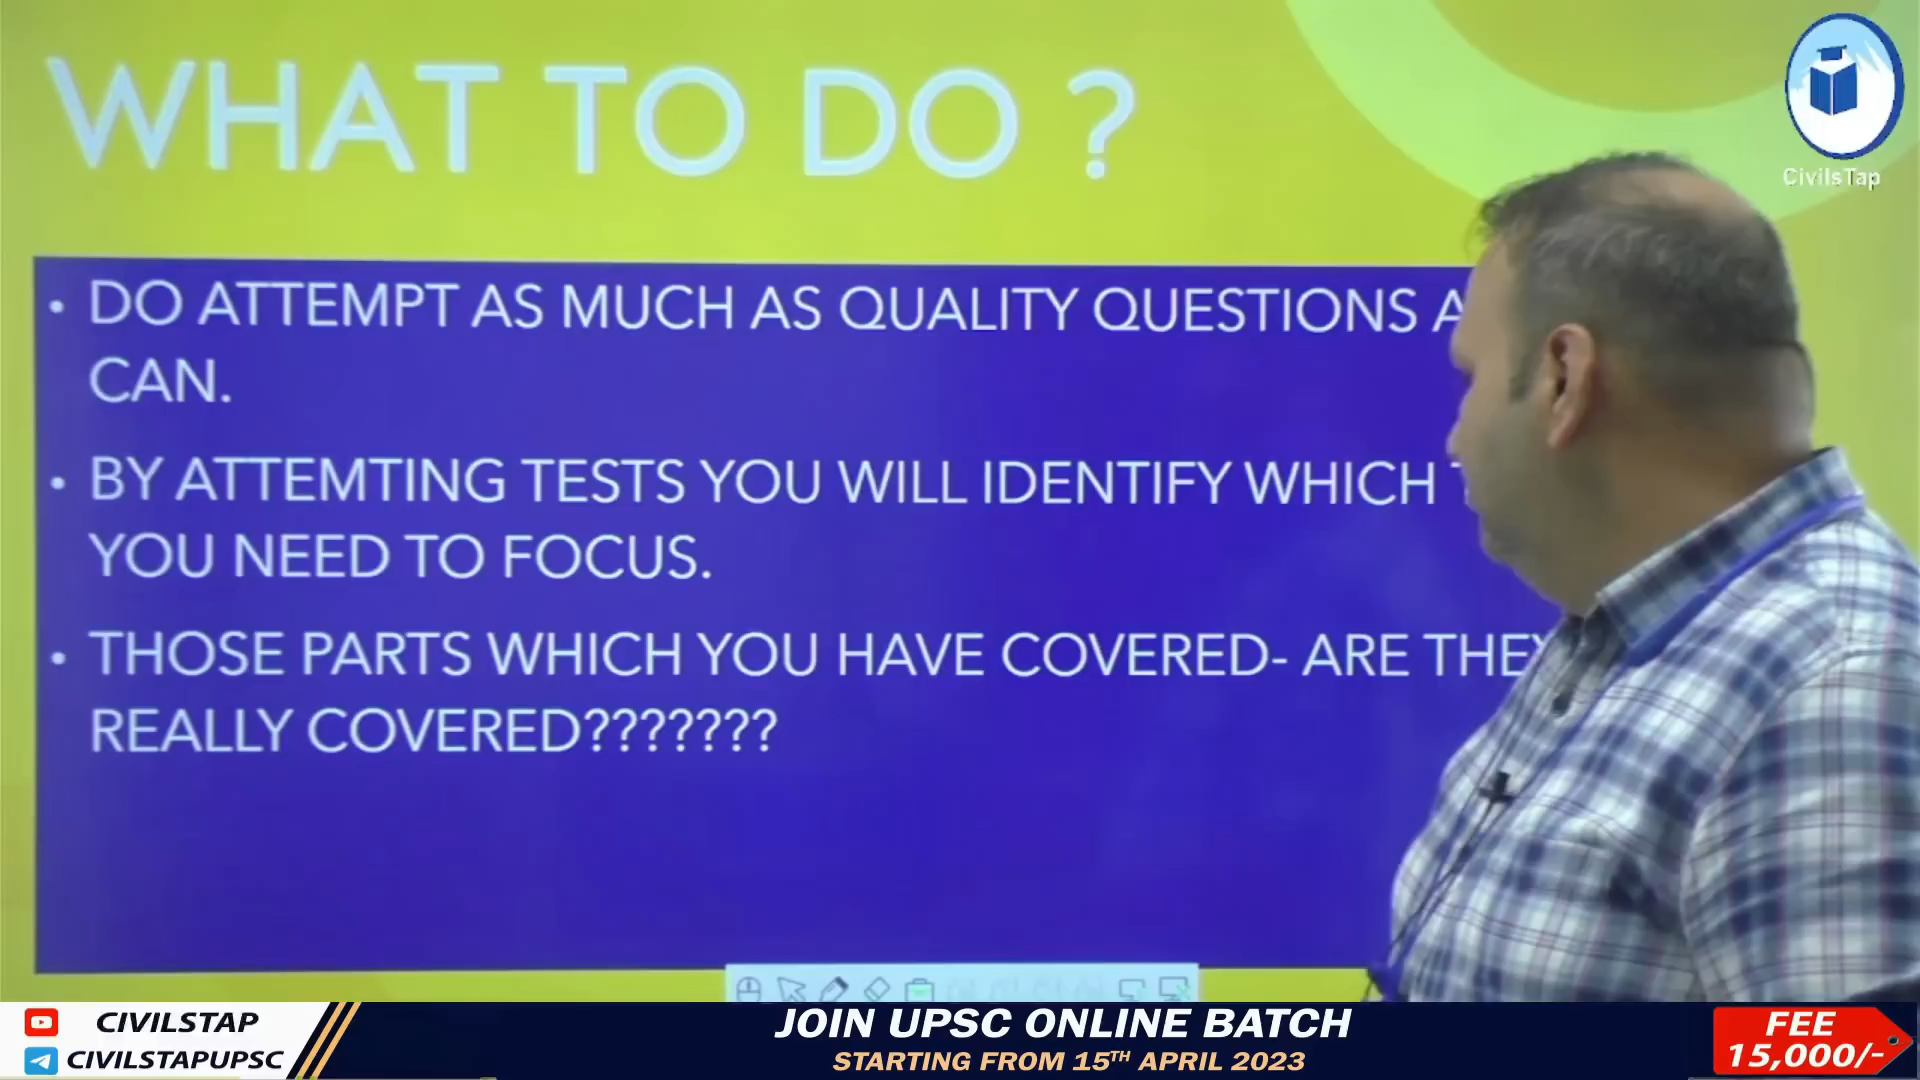 WHAT TO DO ?
CivilsTap
• DO ATTEMPT AS MUCH AS QUALITY QUESTIONS
CAN.
• BY ATTEMTING TESTS YOU WILL IDENTIFY WHICH
YOU NEED TO FOCUS.
• THOSE PARTS WHICH YOU HAVE COVERED- ARE THEY
REALLY COVERED???????
CIVILSTAP
CIVILSTAPUPSC
JOIN UPSC ONLINE BATCH
STARTING FROM 15TH APRIL 2023
FEE
15,000/-